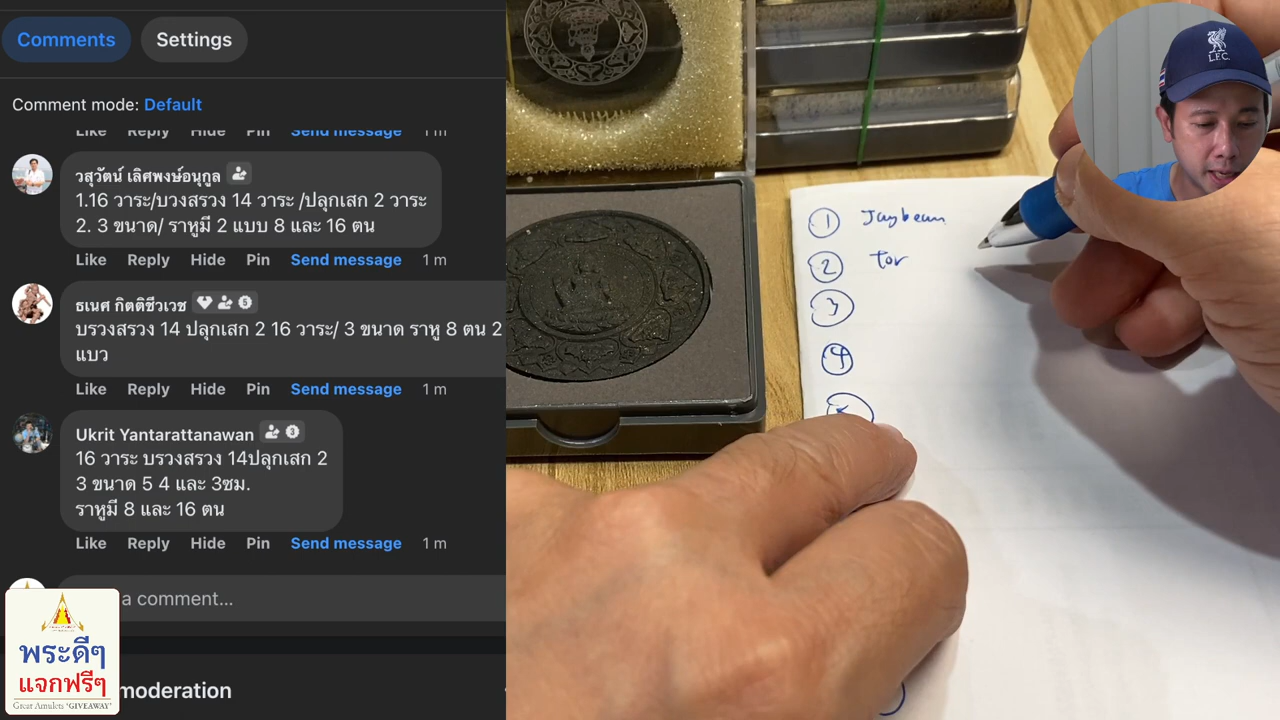 Comments
Settings
Comment mode: Default
Like Reply Hide Pin Send message 1 m
วสุวัตน์ เลิศพงษ์อนุกูล
1.16 วาระ/บวงสรวง 14 วาระ /ปลุกเสก 2 วาระ
2. 3 ขนาด/ ราหูมี 2 แบบ 8 และ 16 ตน
Like Reply Hide Pin Send message 1 m
ธเนศ กิตติชีวเวช
บรวงสรวง 14 ปลุกเสก 2 16 วาระ/ 3 ขนาด ราหู 8 ตน 2
แบว
Like Reply Hide Pin Send message 1 m
Ukrit Yantarattanawan
16 วาระ บรวงสรวง 14ปลุกเสก 2
3 ขนาด 5 4 และ 3ซม.
ราหูมี 8 และ 16 ตน
Like Reply Hide Pin Send message 1 m
a comment...
moderation
พระดีๆ
แจกฟรีๆ
Great Amulets 'GIVEAWAY'
1 Jaybean
2 tor
3
4
5
L.F.C.